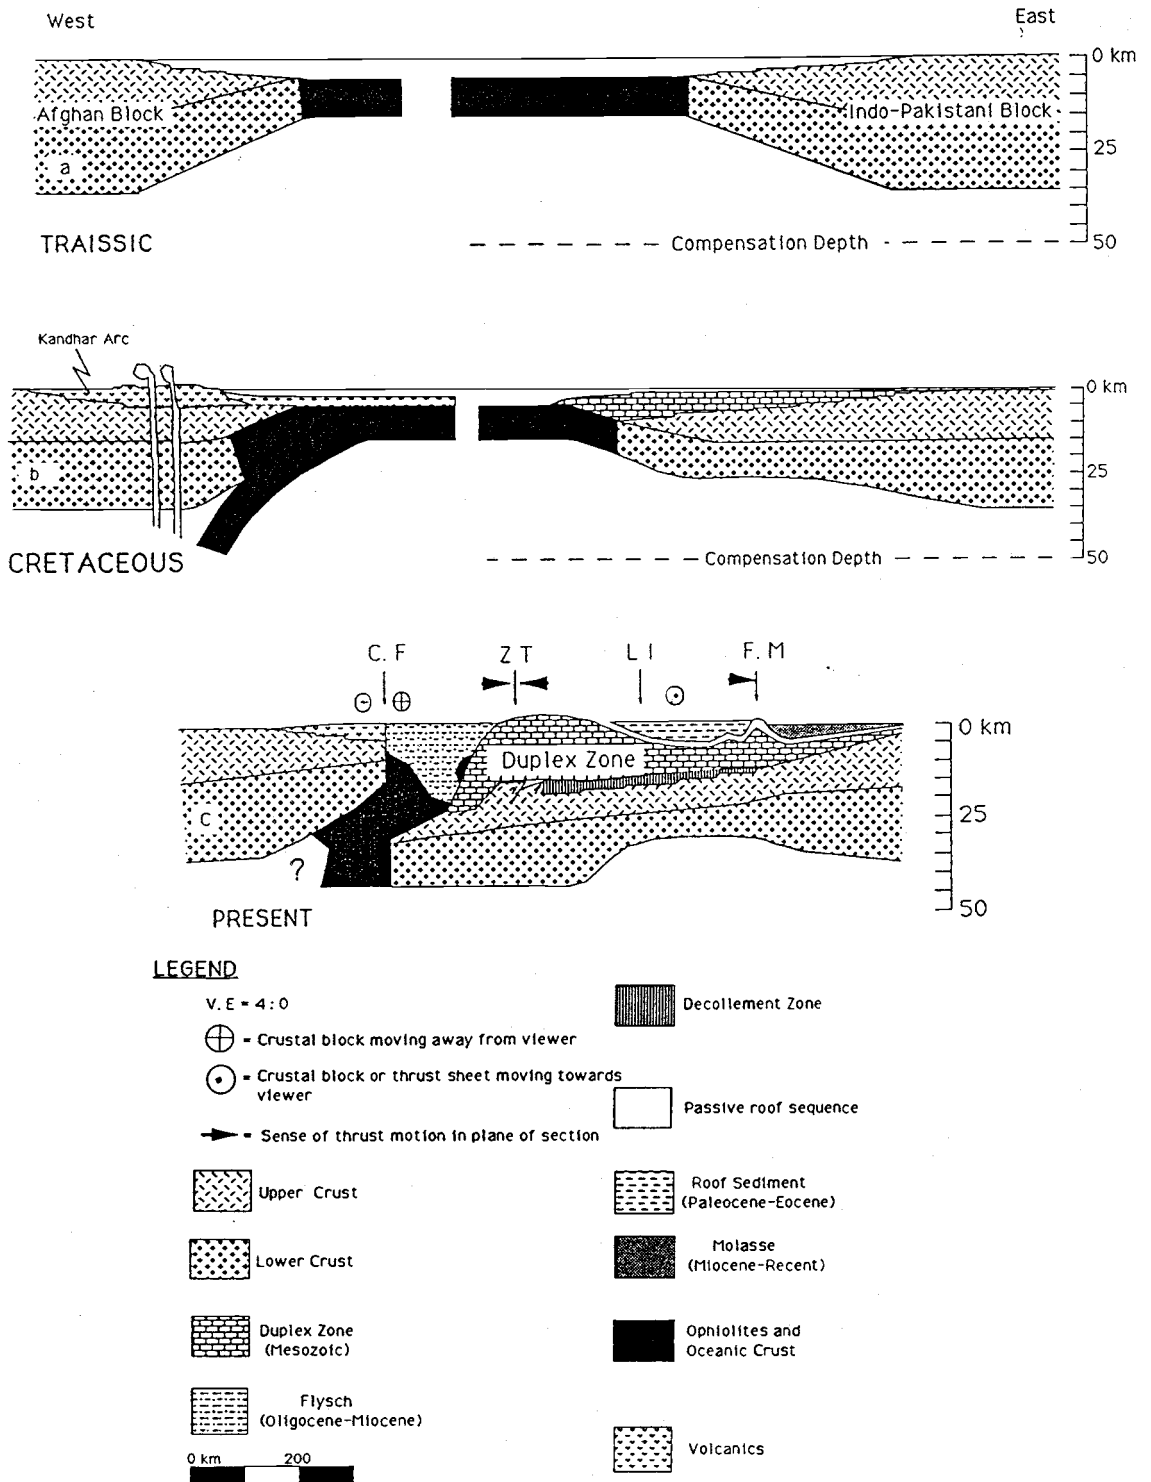 West
East
0 km
Afghan Block
Indo-Pakistani Block
25
a
TRAISSIC
Compensation Depth
50
Kandhar Arc
0 km
b
25
CRETACEOUS
Compensation Depth
50
C. F
Z T
L I
F. M
0 km
Duplex Zone
c
25
?
50
PRESENT
LEGEND
V.E = 4:0
= Crustal block moving away from viewer
= Crustal block or thrust sheet moving towards
viewer
= Sense of thrust motion in plane of section
Upper Crust
Lower Crust
Duplex Zone
(Mesozoic)
Flysch
(Oligocene-Miocene)
0 km 200
Decollement Zone
Passive roof sequence
Roof Sediment
(Paleocene-Eocene)
Molasse
(Miocene-Recent)
Ophiolites and
Oceanic Crust
Volcanics